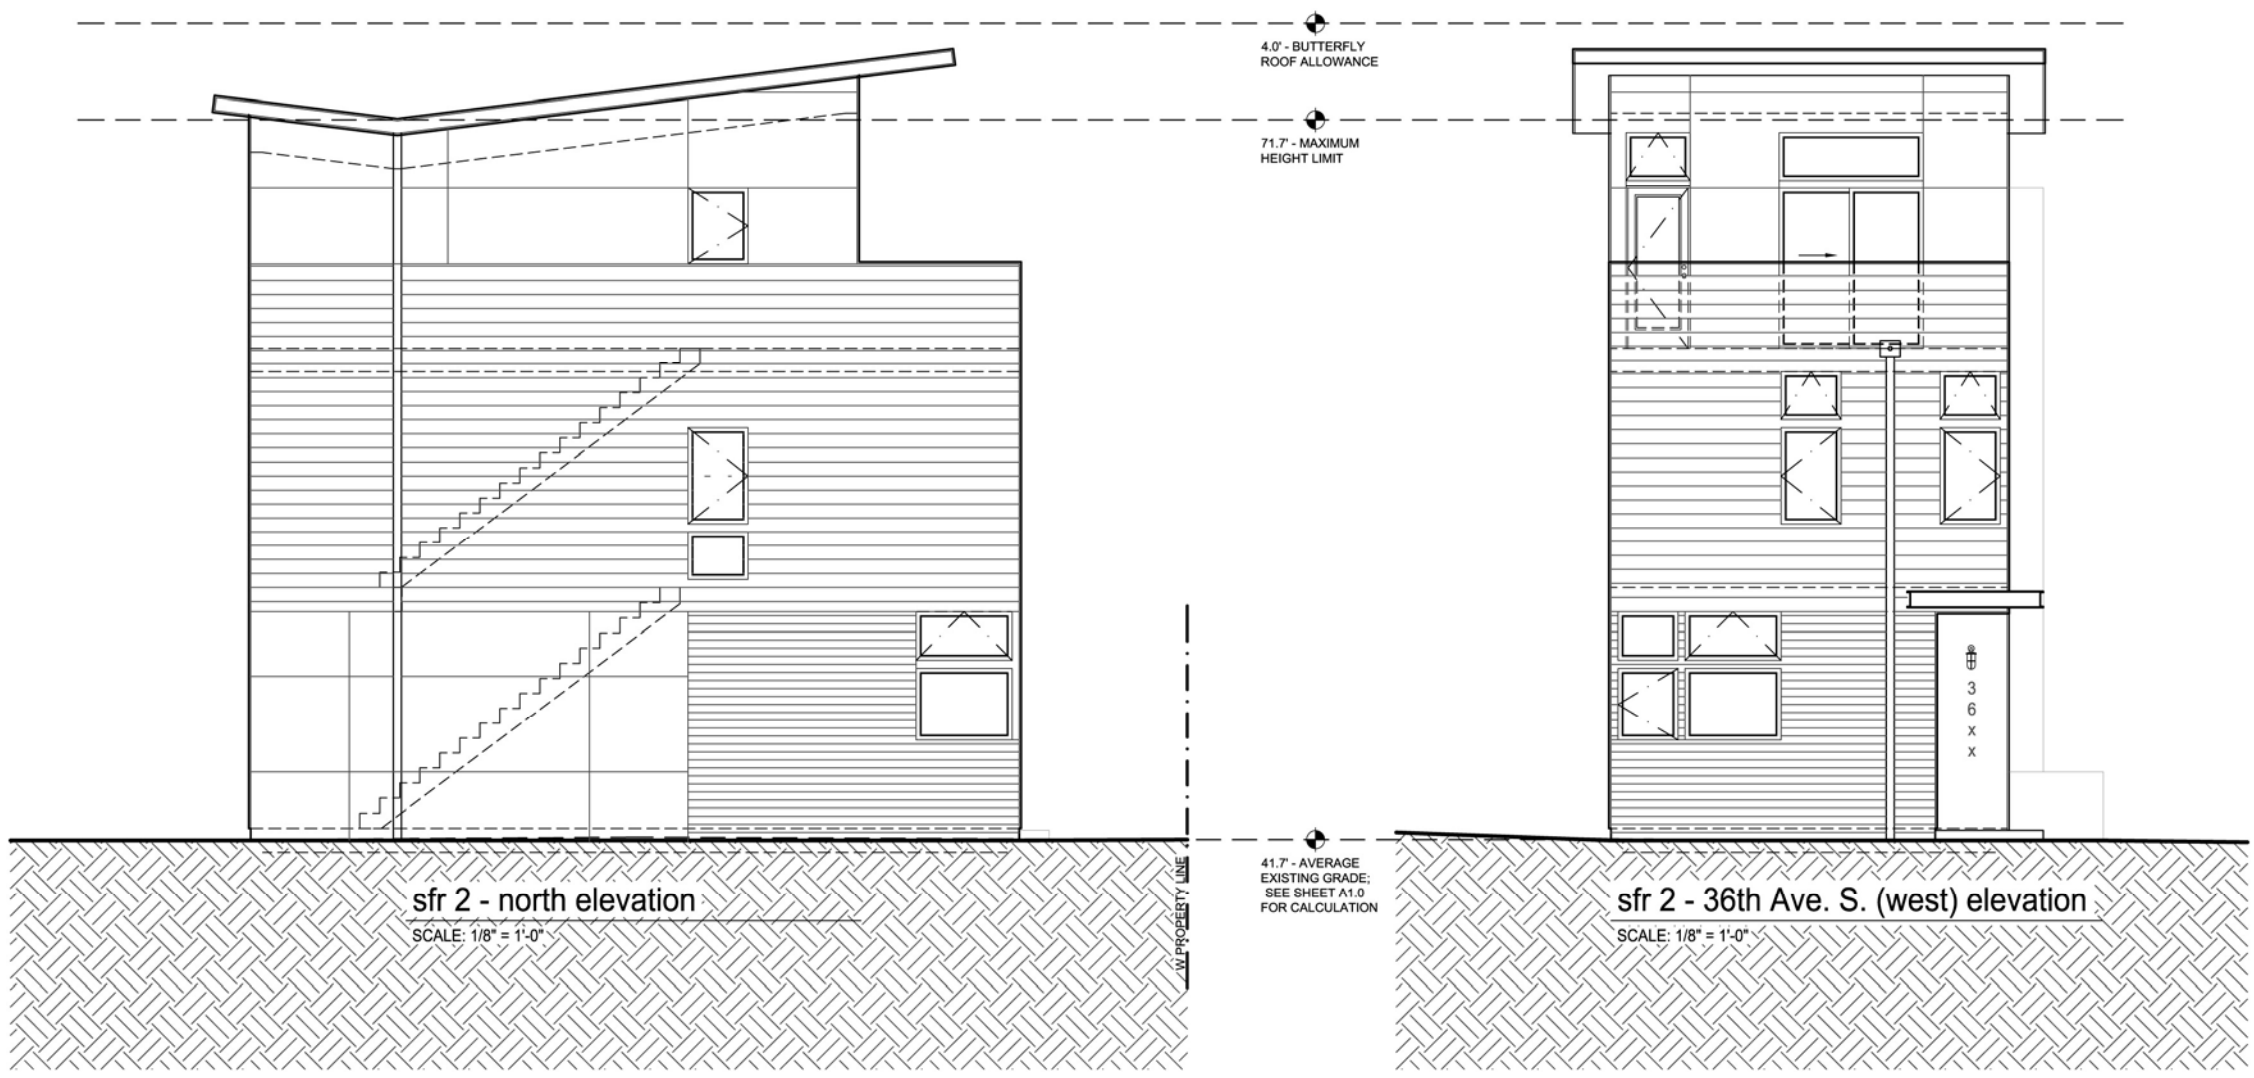 4.0' - BUTTERFLY
ROOF ALLOWANCE
71.7' - MAXIMUM
HEIGHT LIMIT
3
6
x
x
W PROPERTY LINE
41.7' - AVERAGE
EXISTING GRADE;
SEE SHEET A1.0
FOR CALCULATION
sfr 2 - north elevation
SCALE: 1/8" = 1'-0"
sfr 2 - 36th Ave. S. (west) elevation
SCALE: 1/8" = 1'-0"